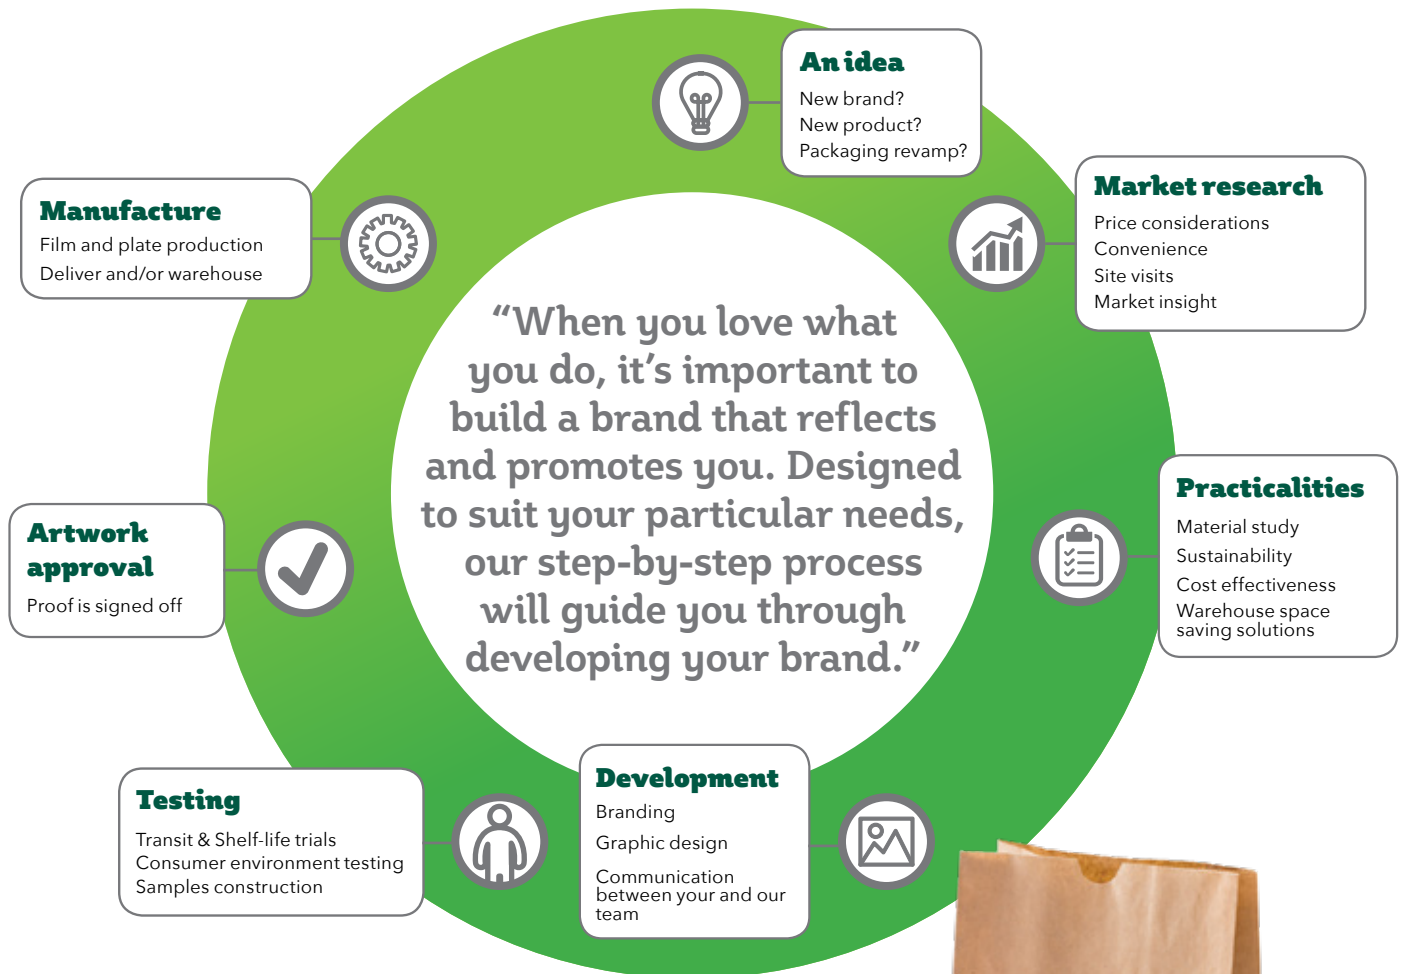 An idea
New brand?
New product?
Packaging revamp?
Market research
Price considerations
Convenience
Site visits
Market insight
Practicalities
Material study
Sustainability
Cost effectiveness
Warehouse space
saving solutions
Development
Branding
Graphic design
Communication
between your and our
team
Testing
Transit & Shelf-life trials
Consumer environment testing
Samples construction
Artwork
approval
Proof is signed off
Manufacture
Film and plate production
Deliver and/or warehouse
“When you love what
you do, it’s important to
build a brand that reflects
and promotes you. Designed
to suit your particular needs,
our step-by-step process
will guide you through
developing your brand.”